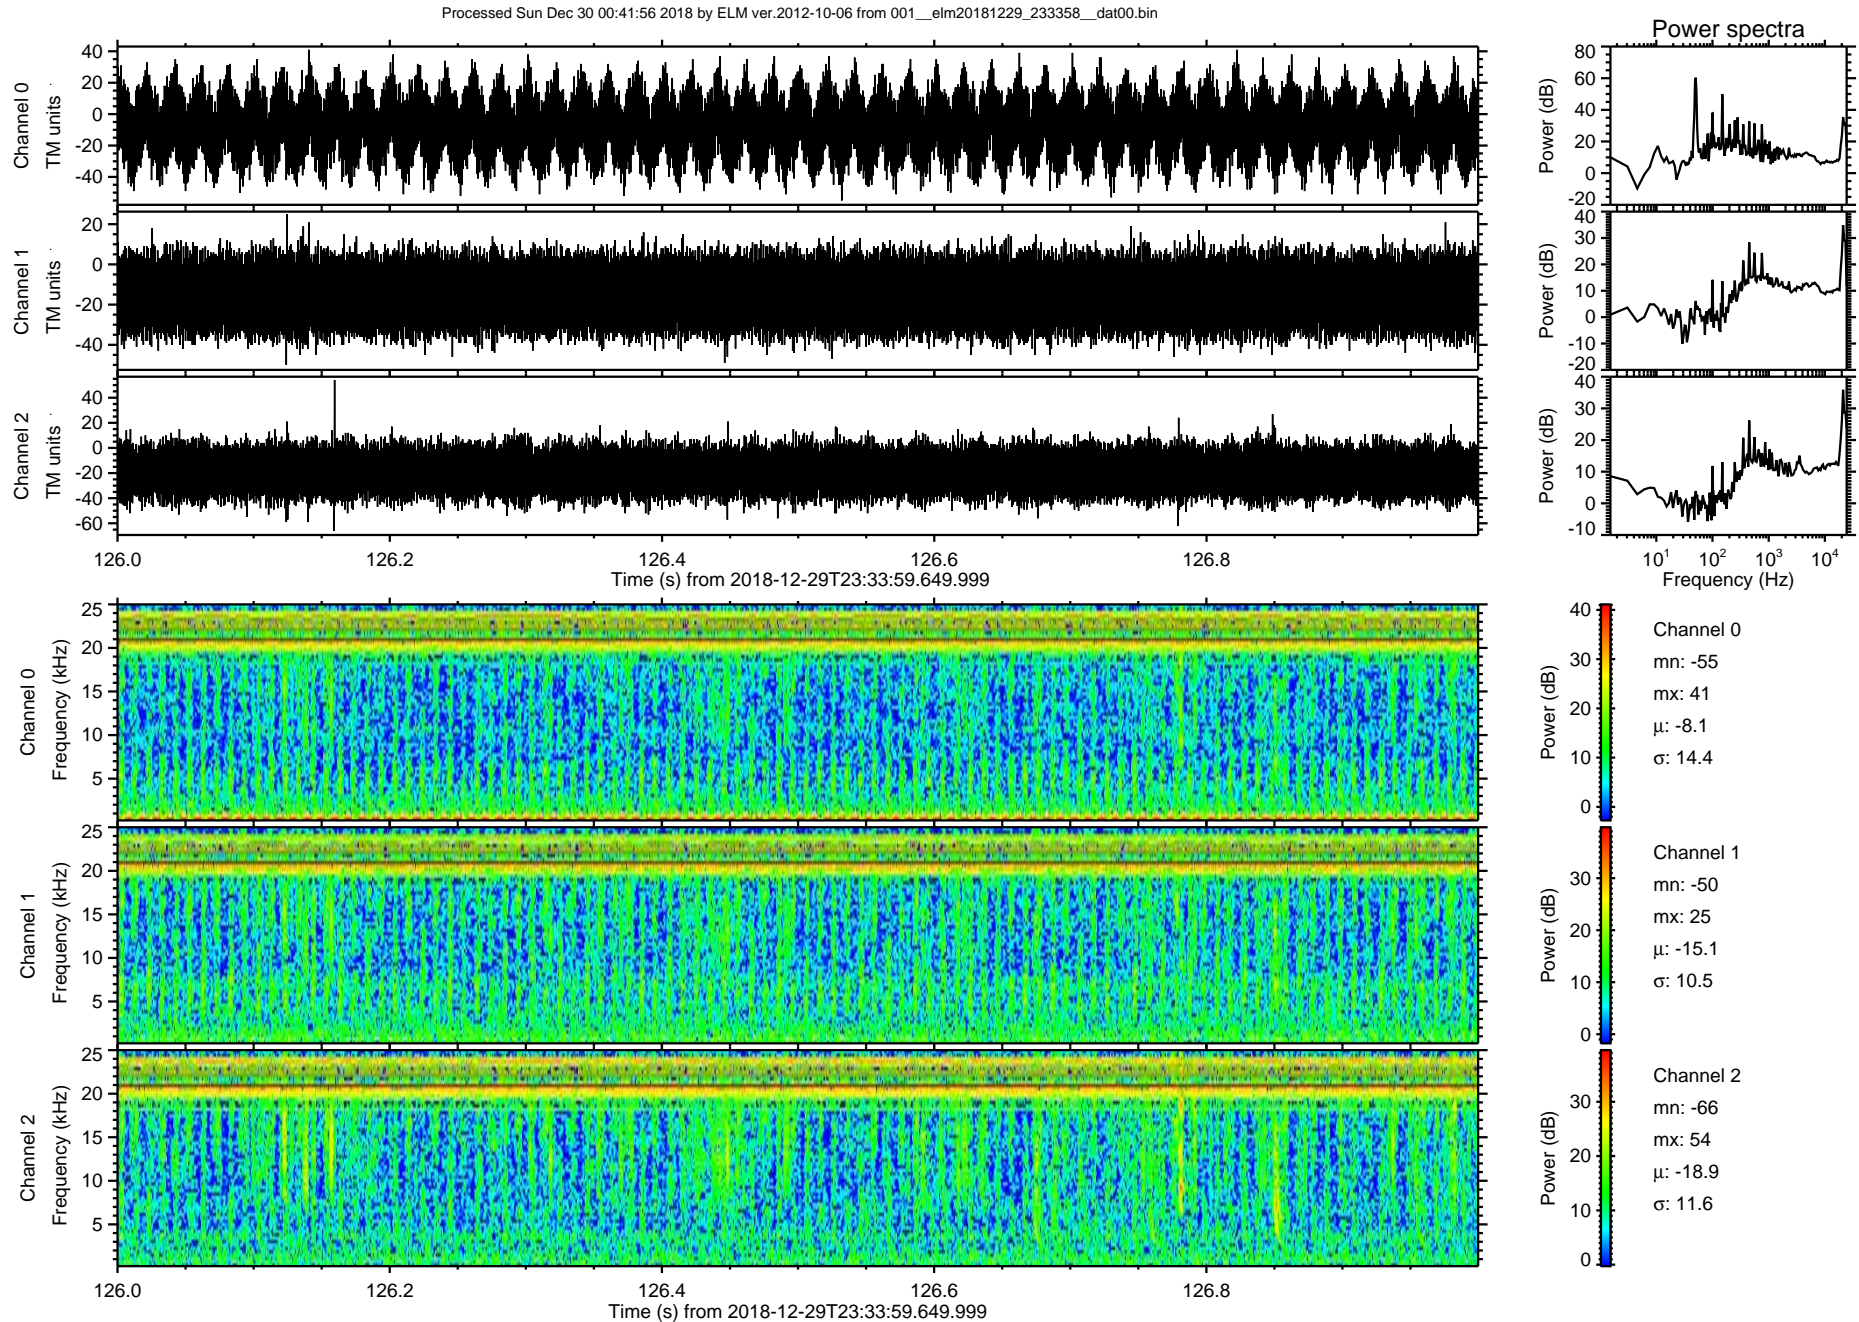 Processed Sun Dec 30 00:41:56 2018 by ELM ver.2012-10-06 from 001__elm20181229_233358__dat00.bin
Power spectra
Channel 0
TM units
40
20
0
-20
-40
Power (dB)
80
60
40
20
0
-20
Channel 1
TM units
20
0
-20
-40
Power (dB)
40
30
20
10
0
-10
-20
Channel 2
TM units
40
20
0
-20
-40
-60
Power (dB)
40
30
20
10
0
-10
126.0 126.2 126.4 126.6 126.8
Time (s) from 2018-12-29T23:33:59.649.999
10^1 10^2 10^3 10^4
Frequency (Hz)
Channel 0
Frequency (kHz)
25
20
15
10
5
Power (dB)
40
30
20
10
0
Channel 0
mn: -55
mx: 41
μ: -8.1
σ: 14.4
Channel 1
Frequency (kHz)
25
20
15
10
5
Power (dB)
30
20
10
0
Channel 1
mn: -50
mx: 25
μ: -15.1
σ: 10.5
Channel 2
Frequency (kHz)
25
20
15
10
5
Power (dB)
30
20
10
0
Channel 2
mn: -66
mx: 54
μ: -18.9
σ: 11.6
126.0 126.2 126.4 126.6 126.8
Time (s) from 2018-12-29T23:33:59.649.999